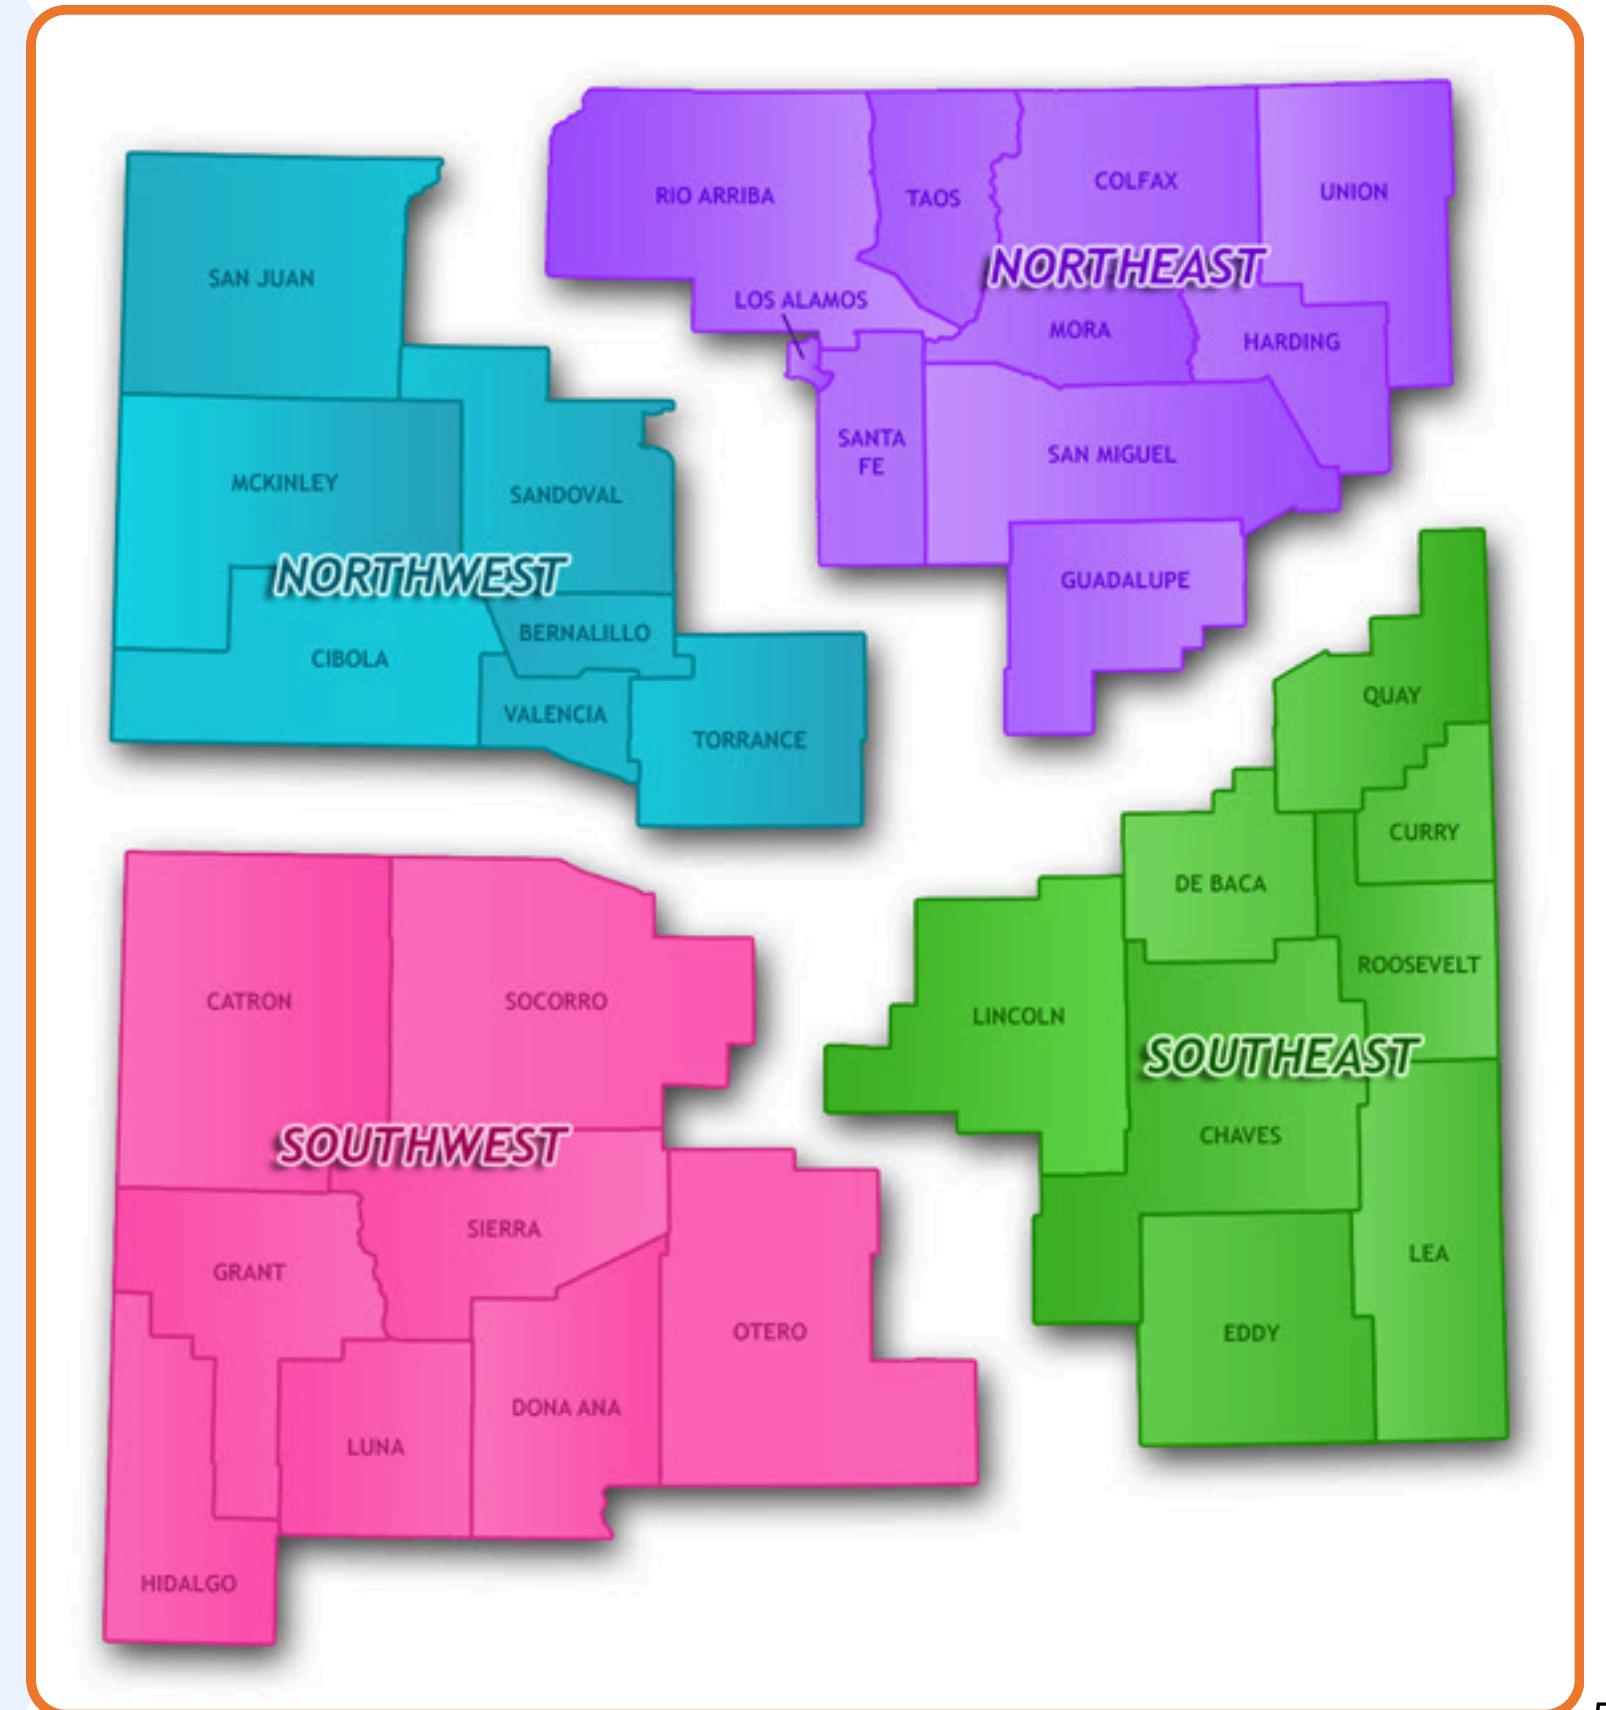 RIO ARRIBA
TAOS
COLFAX
UNION
NORTHEAST
LOS ALAMOS
MORA
HARDING
SANTA
FE
SAN MIGUEL
GUADALUPE
SAN JUAN
MCKINLEY
SANDOVAL
NORTHWEST
BERNALILLO
CIBOLA
VALENCIA
TORRANCE
QUAY
CURRY
DE BACA
ROOSEVELT
LINCOLN
SOUTHEAST
CHAVES
LEA
EDDY
CATRON
SOCORRO
SOUTHWEST
SIERRA
GRANT
OTERO
DONA ANA
LUNA
HIDALGO